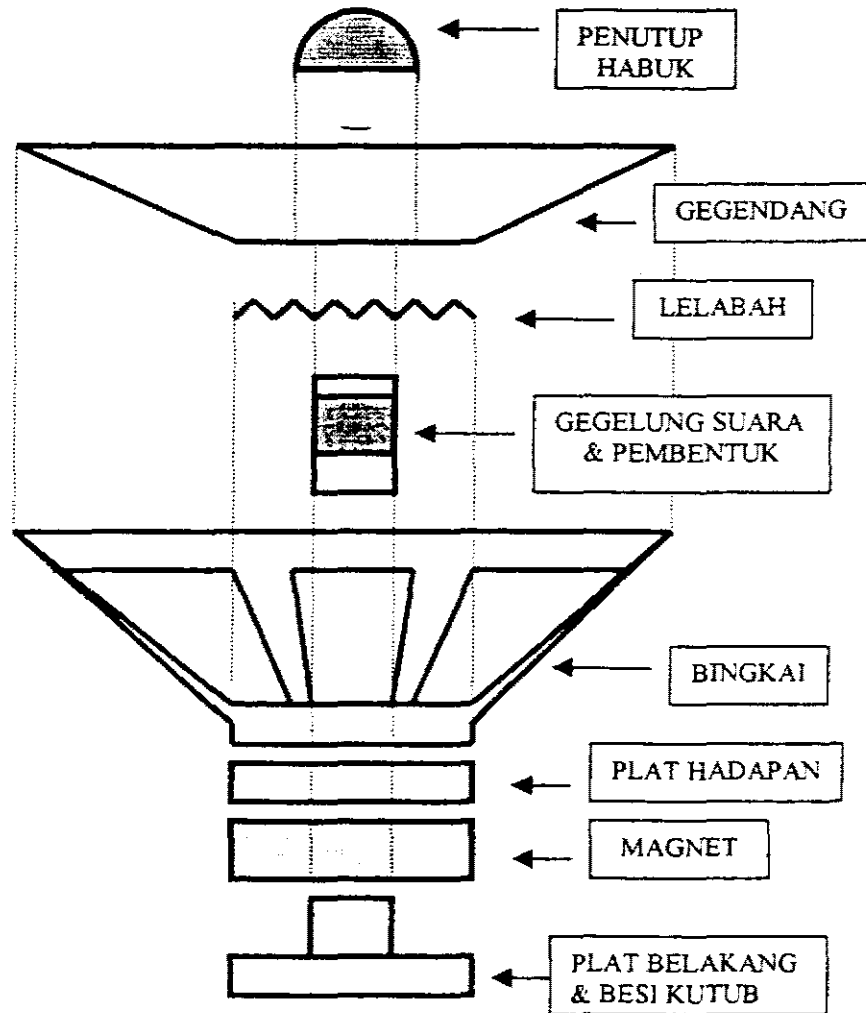 PENUTUP
HABUK
GEGENDANG
LELABAH
GEGELUNG SUARA
& PEMBENTUK
BINGKAI
PLAT HADAPAN
MAGNET
PLAT BELAKANG
& BESI KUTUB